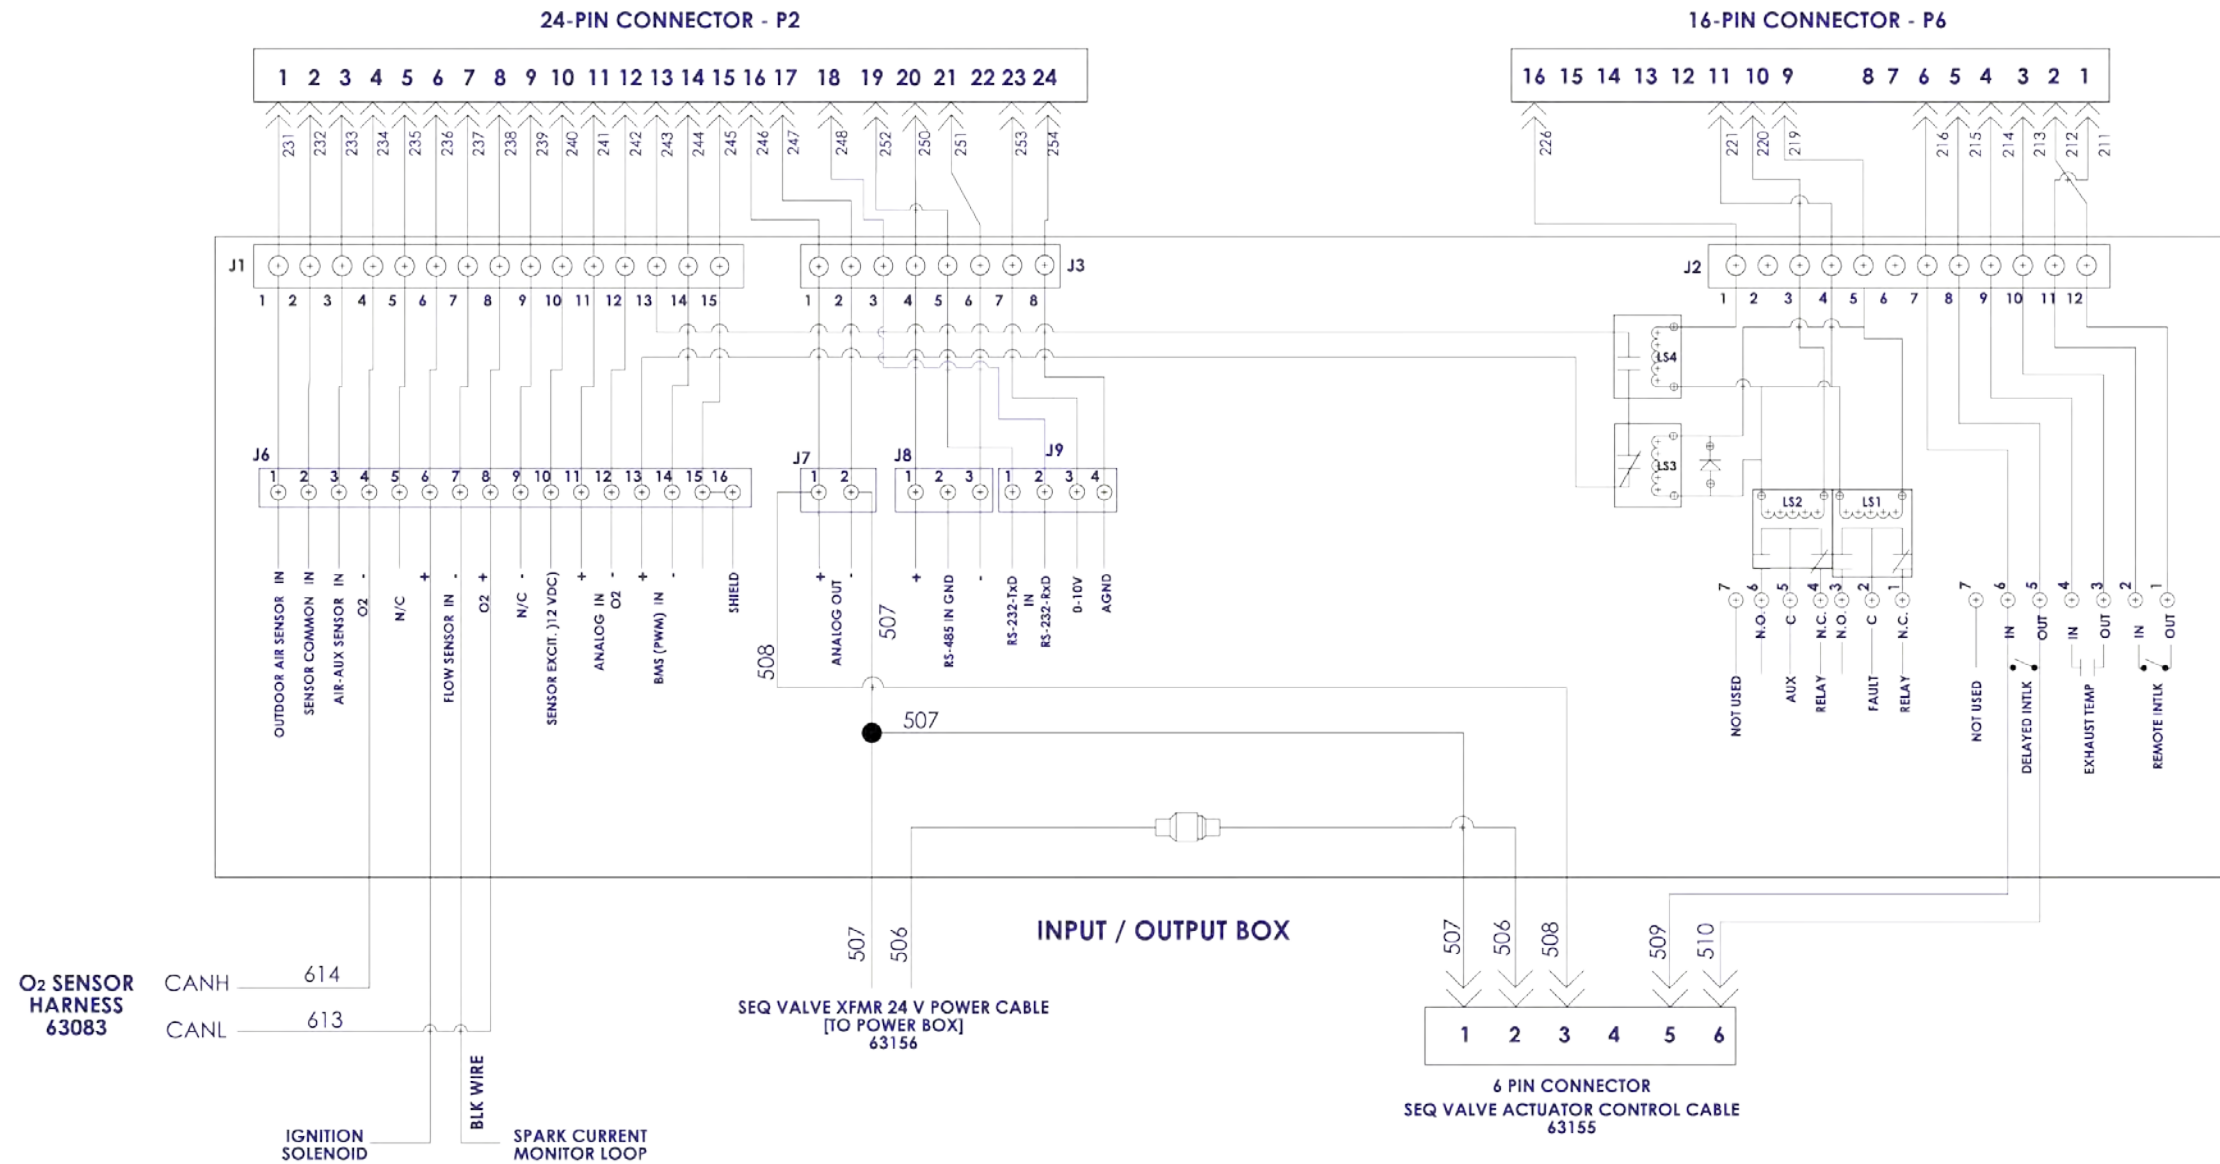 24-PIN CONNECTOR - P2
16-PIN CONNECTOR - P6
1 2 3 4 5 6 7 8 9 10 11 12 13 14 15 16 17 18 19 20 21 22 23 24
16 15 14 13 12 11 10 9 8 7 6 5 4 3 2 1
231 232 233 234 235 236 237 238 239 240 241 242 243 244 245 246 247 248 252 250 251 253 254
226 221 220 219 216 215 214 213 212 211
J1
J3
J2
1 2 3 4 5 6 7 8 9 10 11 12 13 14 15
1 2 3 4 5 6 7 8
1 2 3 4 5 6 7 8 9 10 11 12
LS4
LS3
LS2
LS1
J6
J7
J8
J9
1 2 3 4 5 6 7 8 9 10 11 12 13 14 15 16
1 2
1 2 3
1 2 3 4
OUTDOOR AIR SENSOR IN
SENSOR COMMON IN
AIR-AUX SENSOR IN
O2 -
N/C
+
FLOW SENSOR IN -
O2 +
N/C -
SENSOR EXCIT. )12 VDC)
ANALOG IN +
O2 -
BMS (PWM) IN +
-
SHIELD
+
ANALOG OUT -
507
508
+
RS-485 IN GND
-
RS-232-TxD
IN
RS-232-RxD
0-10V
AGND
7 6 5 4 3 2 1
N.O. C N.C. N.O. C N.C.
NOT USED
AUX
RELAY
FAULT
RELAY
7 6 5 4 3 2 1
IN OUT IN OUT IN OUT
NOT USED
DELAYED INTLK
EXHAUST TEMP
REMOTE INTLK
507
INPUT / OUTPUT BOX
507 506
507 506 508 509 510
O2 SENSOR
HARNESS
63083
CANH 614
CANL 613
SEQ VALVE XFMR 24 V POWER CABLE
[TO POWER BOX]
63156
1 2 3 4 5 6
6 PIN CONNECTOR
SEQ VALVE ACTUATOR CONTROL CABLE
63155
BLK WIRE
IGNITION
SOLENOID
SPARK CURRENT
MONITOR LOOP